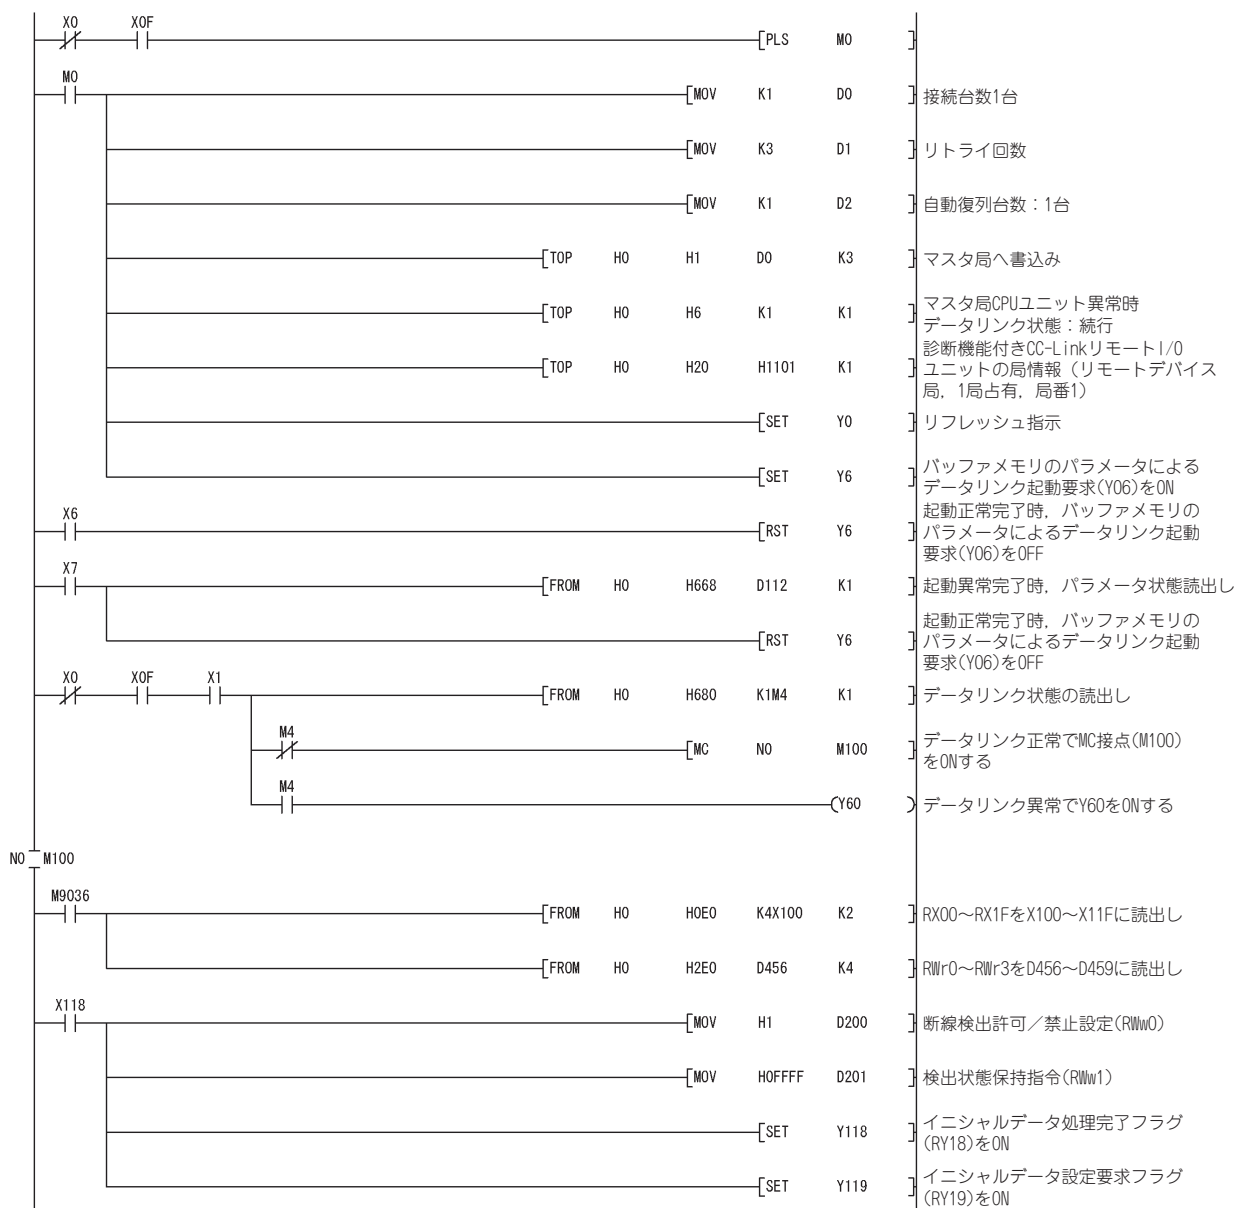 X0 X0F
[PLS M0 ]
M0
[MOV K1 D0 ] 接続台数1台
[MOV K3 D1 ] リトライ回数
[MOV K1 D2 ] 自動復列台数：1台
[TOP H0 H1 D0 K3 ] マスタ局へ書込み
[TOP H0 H6 K1 K1 ] マスタ局CPUユニット異常時
データリンク状態：続行
[TOP H0 H20 H1101 K1 ] 診断機能付きCC-LinkリモートI/O
ユニットの局情報（リモートデバイス
局，1局占有，局番1）
[SET Y0 ] リフレッシュ指示
[SET Y6 ] バッファメモリのパラメータによる
データリンク起動要求(Y06)をON
X6
[RST Y6 ] 起動正常完了時，バッファメモリの
パラメータによるデータリンク起動
要求(Y06)をOFF
X7
[FROM H0 H668 D112 K1 ] 起動異常完了時，パラメータ状態読出し
[RST Y6 ] 起動正常完了時，バッファメモリの
パラメータによるデータリンク起動
要求(Y06)をOFF
X0 X0F X1
[FROM H0 H680 K1M4 K1 ] データリンク状態の読出し
M4
[MC N0 M100 ] データリンク正常でMC接点(M100)
をONする
M4
(Y60 ) データリンク異常でY60をONする
N0 M100
M9036
[FROM H0 H0E0 K4X100 K2 ] RX00～RX1FをX100～X11Fに読出し
[FROM H0 H2E0 D456 K4 ] RWr0～RWr3をD456～D459に読出し
X118
[MOV H1 D200 ] 断線検出許可／禁止設定(RWw0)
[MOV H0FFFF D201 ] 検出状態保持指令(RWw1)
[SET Y118 ] イニシャルデータ処理完了フラグ
(RY18)をON
[SET Y119 ] イニシャルデータ設定要求フラグ
(RY19)をON